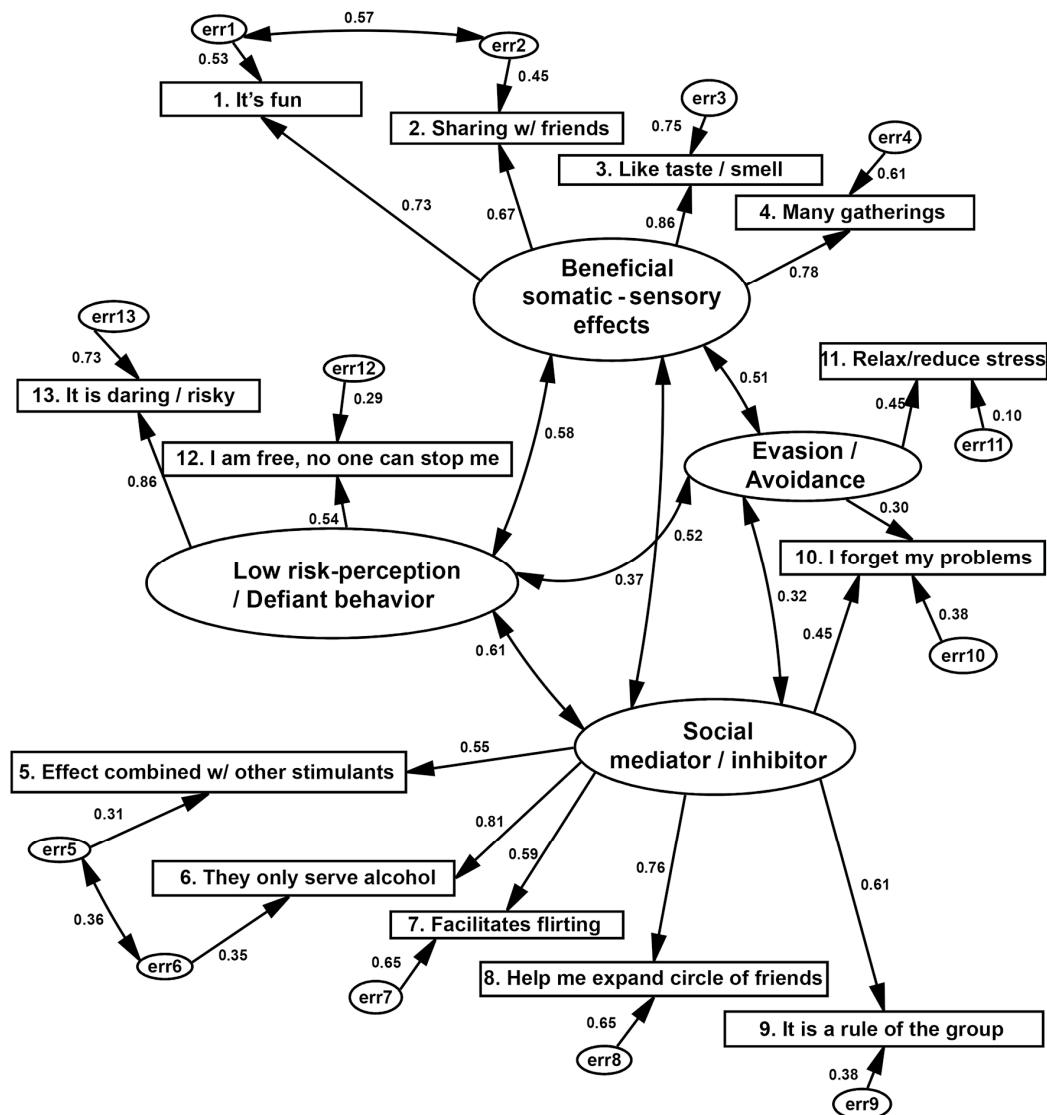 err1
0.57
err2
0.53
0.45
1. It's fun
2. Sharing w/ friends
err3
0.75
3. Like taste / smell
err4
0.61
4. Many gatherings
0.73
0.67
0.86
0.78
Beneficial
somatic - sensory
effects
err13
0.73
13. It is daring / risky
err12
0.29
12. I am free, no one can stop me
0.86
0.54
0.58
0.51
11. Relax/reduce stress
0.45
0.10
err11
Evasion /
Avoidance
0.30
10. I forget my problems
0.52
0.37
0.32
0.45
0.38
err10
Low risk-perception
/ Defiant behavior
0.61
Social
mediator / inhibitor
5. Effect combined w/ other stimulants
0.55
0.31
err5
0.36
err6
0.35
6. They only serve alcohol
0.81
0.59
7. Facilitates flirting
0.65
err7
0.76
8. Help me expand circle of friends
0.65
err8
0.61
9. It is a rule of the group
0.38
err9